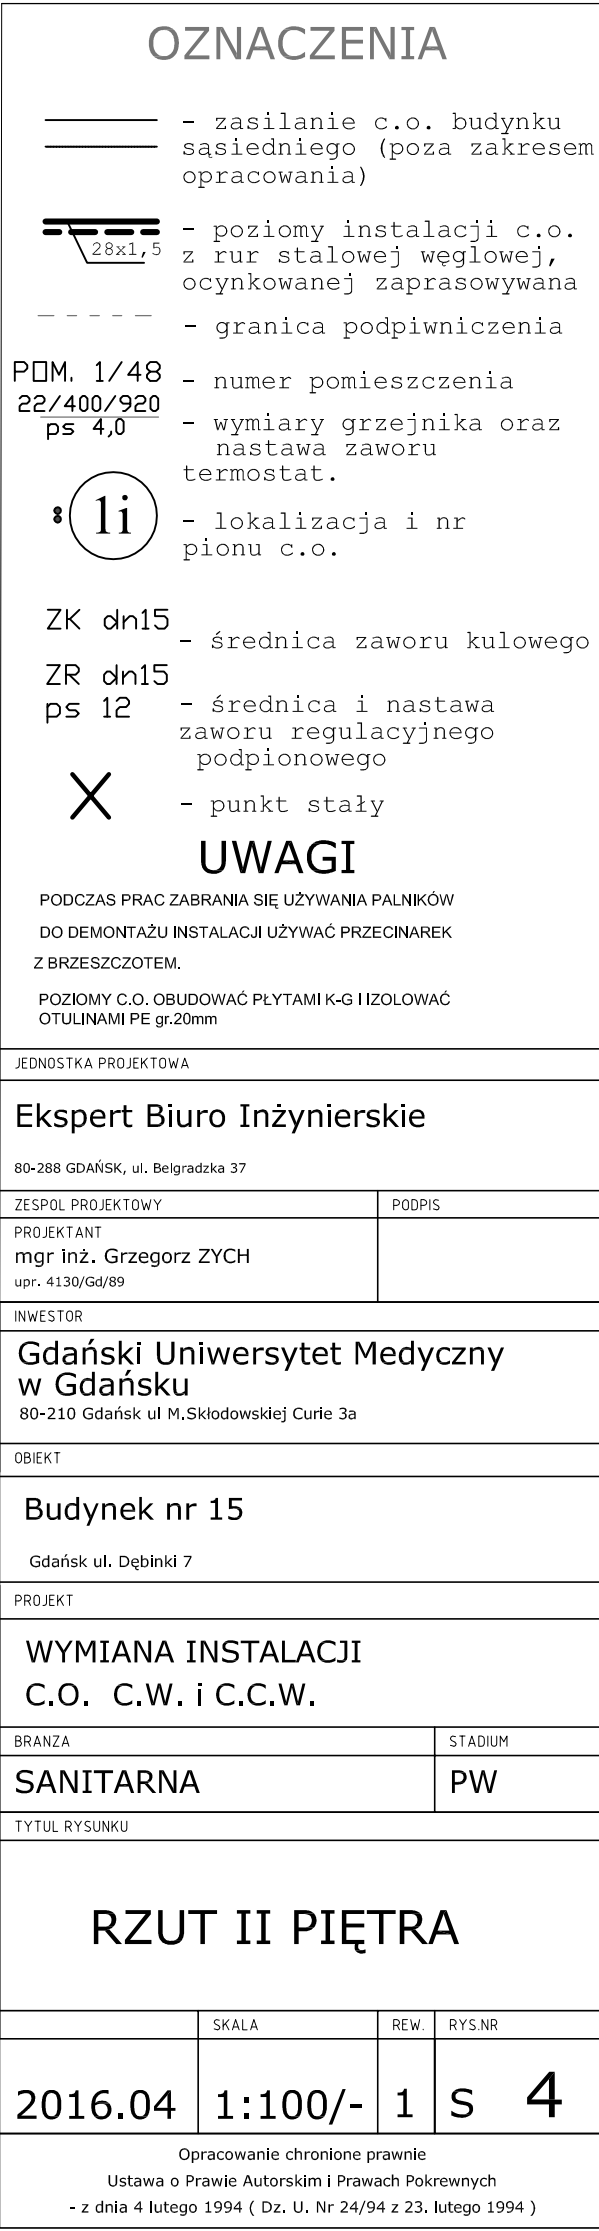 OZNACZENIA
- zasilanie c.o. budynku
sąsiedniego (poza zakresem
opracowania)
28x1,5
- poziomy instalacji c.o.
z rur stalowej węglowej,
ocynkowanej zaprasowywana
- granica podpiwniczenia
POM. 1/48
- numer pomieszczenia
22/400/920
ps 4,0
- wymiary grzejnika oraz
nastawa zaworu
termostat.
1i
- lokalizacja i nr
pionu c.o.
ZK dn15
- średnica zaworu kulowego
ZR dn15
ps 12
- średnica i nastawa
zaworu regulacyjnego
podpionowego
- punkt stały
UWAGI
PODCZAS PRAC ZABRANIA SIĘ UŻYWANIA PALNIKÓW
DO DEMONTAŻU INSTALACJI UŻYWAĆ PRZECINAREK
Z BRZESZCZOTEM.
POZIOMY C.O. OBUDOWAĆ PŁYTAMI K-G I IZOLOWAĆ
OTULINAMI PE gr.20mm
JEDNOSTKA PROJEKTOWA
Ekspert Biuro Inżynierskie
80-288 GDAŃSK, ul. Belgradzka 37
ZESPOL PROJEKTOWY PODPIS
PROJEKTANT
mgr inż. Grzegorz ZYCH
upr. 4130/Gd/89
INWESTOR
Gdański Uniwersytet Medyczny
w Gdańsku
80-210 Gdańsk ul M.Skłodowskiej Curie 3a
OBIEKT
Budynek nr 15
Gdańsk ul. Dębinki 7
PROJEKT
WYMIANA INSTALACJI
C.O. C.W. i C.C.W.
BRANZA STADIUM
SANITARNA PW
TYTUL RYSUNKU
RZUT II PIĘTRA
SKALA REW. RYS.NR
2016.04 1:100/- 1 S 4
Opracowanie chronione prawnie
Ustawa o Prawie Autorskim i Prawach Pokrewnych
- z dnia 4 lutego 1994 ( Dz. U. Nr 24/94 z 23. lutego 1994 )